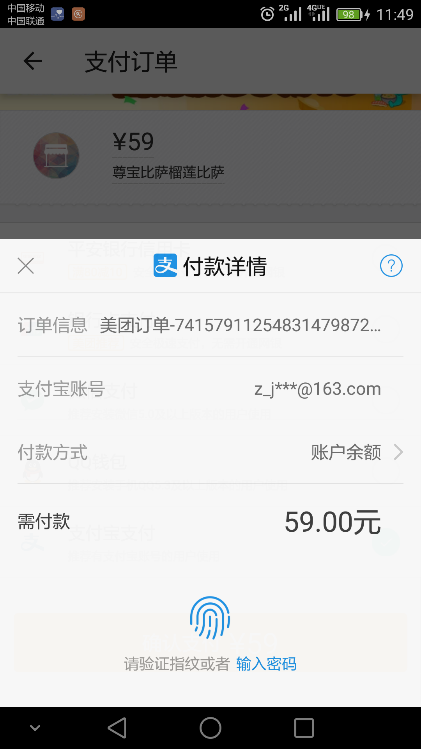 中国移动
中国联通
2G
4G
98
11:49
支付订单
¥59
尊宝比萨榴莲比萨
支 付款详情
?
订单信息 美团订单-74157911254831479872...
支付宝账号 z_j***@163.com
付款方式 账户余额
需付款 59.00元
请验证指纹或者 输入密码